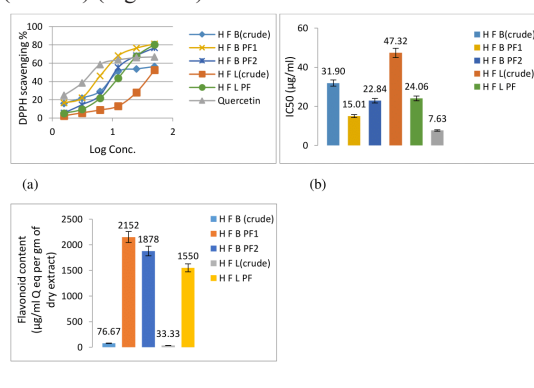 DPPH scavenging %
100
80
60
40
20
0
0
1
2
Log Conc.
H F B(crude)
H F B PF1
H F B PF2
H F L(crude)
H F L PF
Quercetin
(a)
IC50 (µg/ml)
60
40
20
0
31.90
15.01
22.84
47.32
24.06
7.63
H F B(crude)
H F B PF1
H F B PF2
H F L(crude)
H F L PF
(b)
Flavonoid content
(µg/ml Q eq per gm of
dry extract)
2500
2000
1500
1000
500
0
76.67
2152
1878
33.33
1550
H F B (crude)
H F B PF1
H F B PF2
H F L(crude)
H F L PF